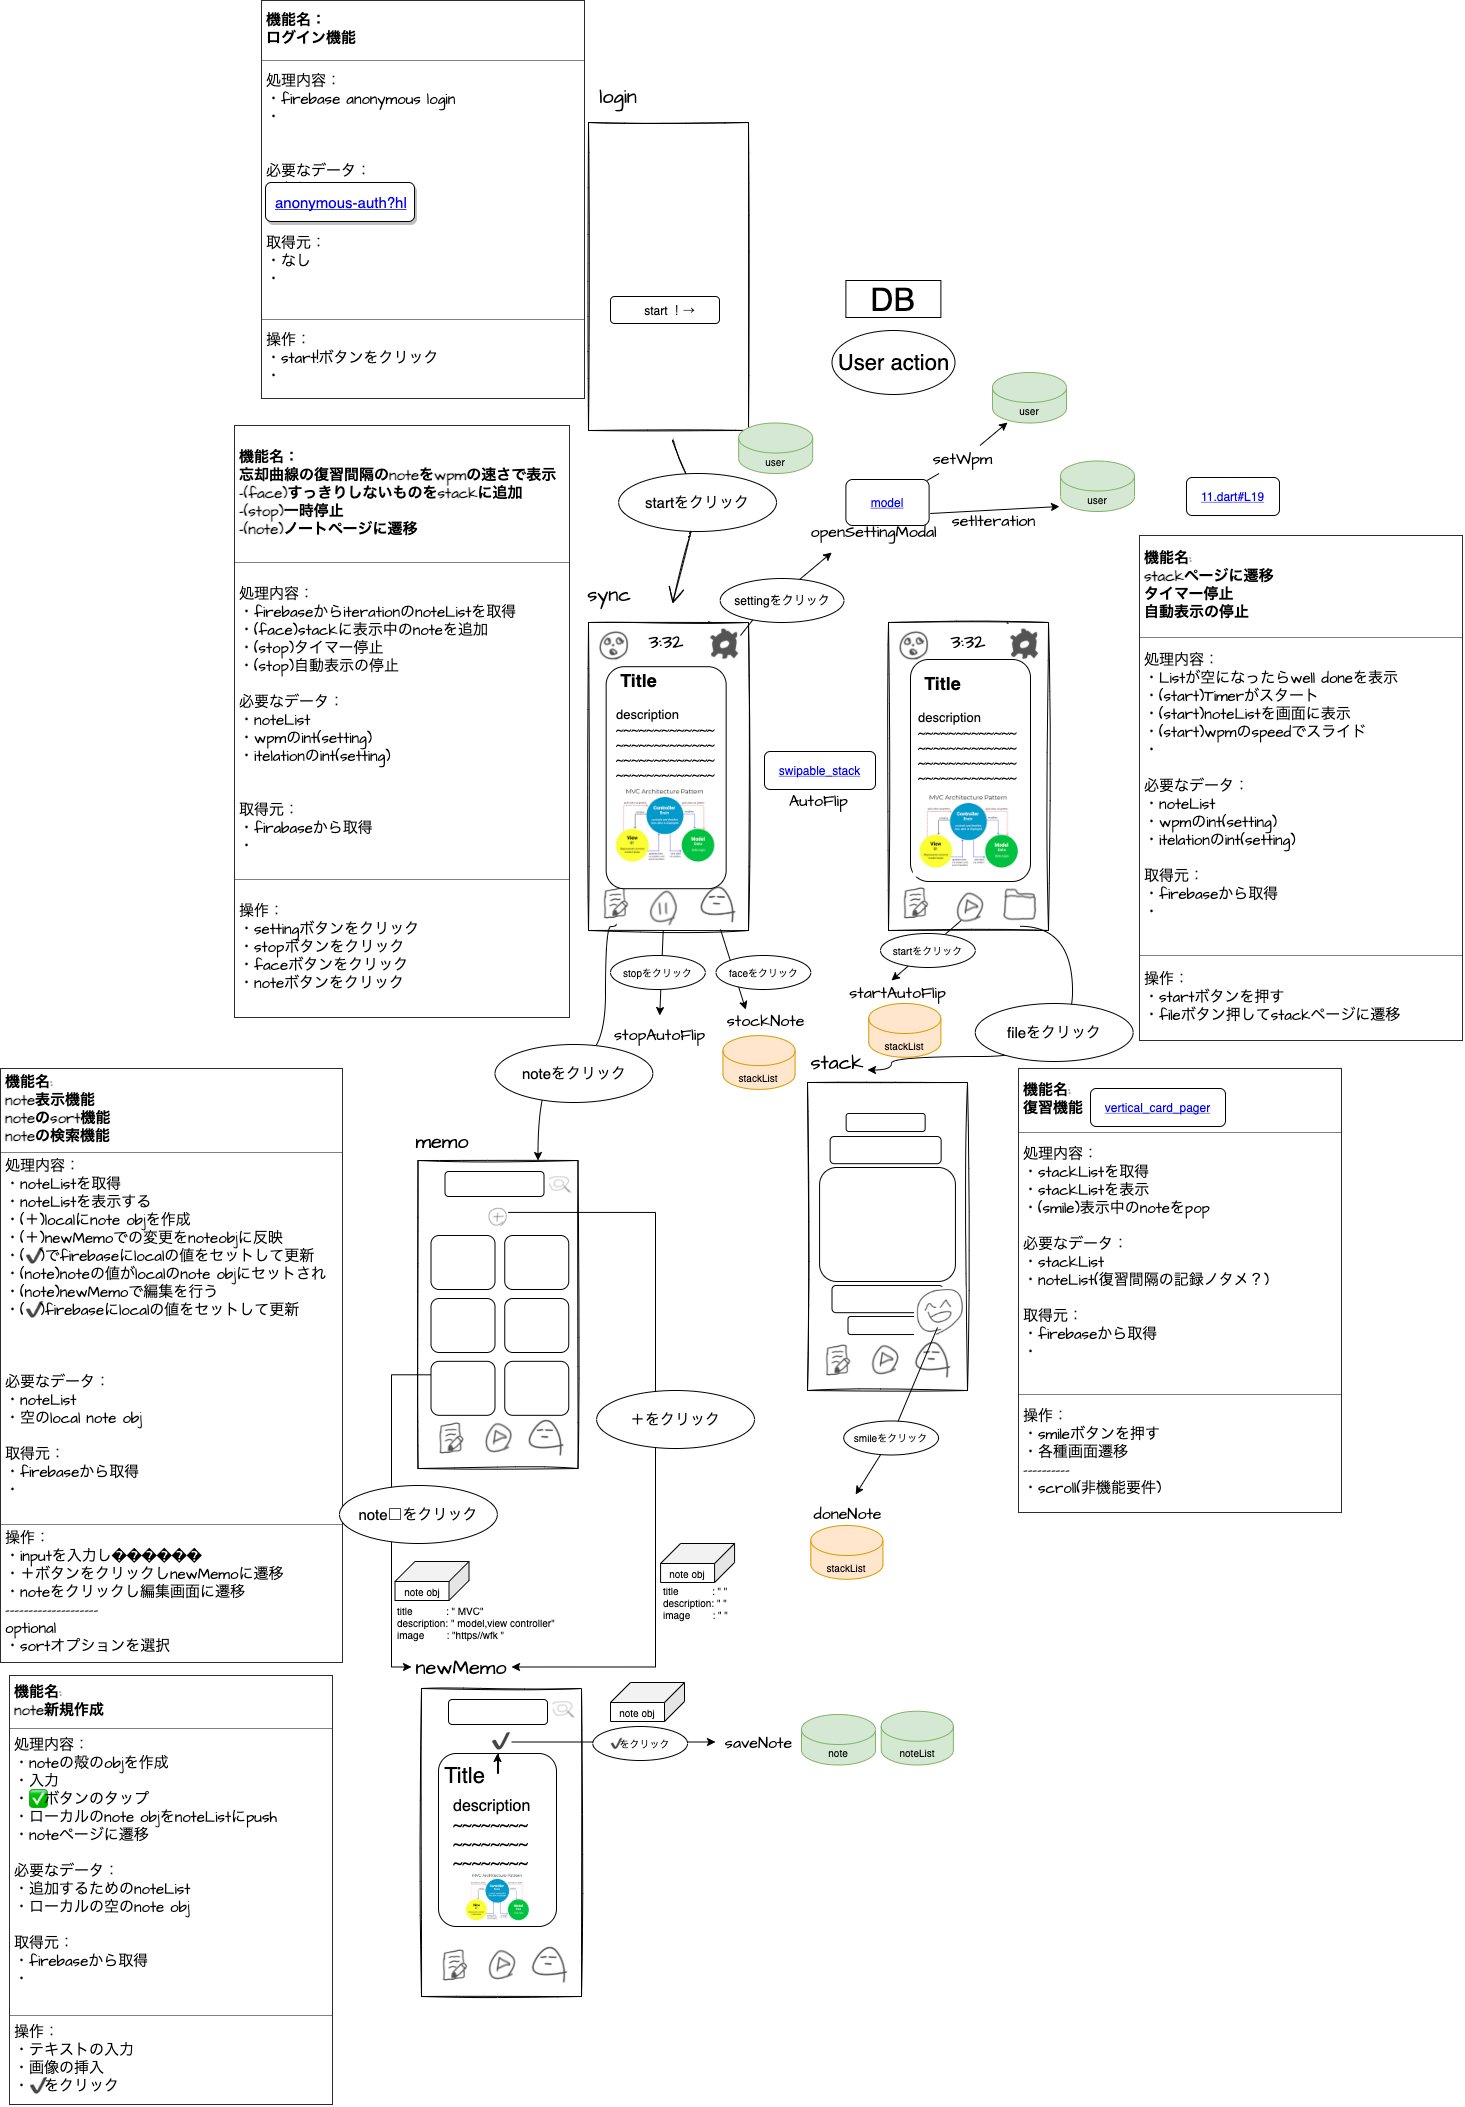 機能名：
ログイン機能
処理内容：
・firebase anonymous login
・
必要なデータ：
anonymous-auth?hl
取得元：
・なし
・
操作：
・start!ボタンをクリック
・
login
start ！→
DB
User action
user
setWpm
user
model
setIteration
openSettingModal
user
startをクリック
settingをクリック
11.dart#L19
機能名：
忘却曲線の復習間隔のnoteをwpmの速さで表示
-(face)すっきりしないものをstackに追加
-(stop)一時停止
-(note)ノートページに遷移
処理内容：
・firebaseからiterationのnoteListを取得
・(face)stackに表示中のnoteを追加
・(stop)タイマー停止
・(stop)自動表示の停止
必要なデータ：
・noteList
・wpmのint(setting)
・itelationのint(setting)
取得元：
・firabaseから取得
・
操作：
・settingボタンをクリック
・stopボタンをクリック
・faceボタンをクリック
・noteボタンをクリック
sync
3:32
Title
description
~~~~~~~~~~~~~~
~~~~~~~~~~~~~~
~~~~~~~~~~~~~~
~~~~~~~~~~~~~~
MVC Architecture Pattern
Controller
Brain
View
UI
Model
Data
swipable_stack
AutoFlip
3:32
Title
description
~~~~~~~~~~~~~~
~~~~~~~~~~~~~~
~~~~~~~~~~~~~~
~~~~~~~~~~~~~~
MVC Architecture Pattern
Controller
Brain
View
UI
Model
Data
機能名:
stackページに遷移
タイマー停止
自動表示の停止
処理内容：
・Listが空になったらwell doneを表示
・(start)Timerがスタート
・(start)noteListを画面に表示
・(start)wpmのspeedでスライド
・
必要なデータ：
・noteList
・wpmのint(setting)
・itelationのint(setting)
取得元：
・firebaseから取得
・
操作：
・startボタンを押す
・fileボタン押してstackページに遷移
stopをクリック
faceをクリック
startをクリック
stopAutoFlip
stockNote
stackList
startAutoFlip
stackList
fileをクリック
noteをクリック
stack
機能名:
note表示機能
noteのsort機能
noteの検索機能
処理内容：
・noteListを取得
・noteListを表示する
・(＋)localにnote objを作成
・(＋)newMemoでの変更をnoteobjに反映
・(✔)でfirebaseにlocalの値をセットして更新
・(note)noteの値がlocalのnote objにセットされ
・(note)newMemoで編集を行う
・(✔)firebaseにlocalの値をセットして更新
必要なデータ：
・noteList
・空のlocal note obj
取得元：
・firebaseから取得
・
操作：
・inputを入力し������
・＋ボタンをクリックしnewMemoに遷移
・noteをクリックし編集画面に遷移
--------------------
optional
・sortオプションを選択
memo
＋をクリック
note□をクリック
機能名:
復習機能
vertical_card_pager
処理内容：
・stackListを取得
・stackListを表示
・(smile)表示中のnoteをpop
必要なデータ：
・stackList
・noteList(復習間隔の記録ノタメ？)
取得元：
・firebaseから取得
・
操作：
・smileボタンを押す
・各種画面遷移
----------
・scroll(非機能要件)
smileをクリック
doneNote
stackList
note obj
title : " MVC"
description: " model,view controller"
image : "https//wfk "
note obj
title : " "
description: " "
image : " "
newMemo
機能名:
note新規作成
処理内容：
・noteの殻のobjを作成
・入力
・✅ボタンのタップ
・ローカルのnote objをnoteListにpush
・noteページに遷移
必要なデータ：
・追加するためのnoteList
・ローカルの空のnote obj
取得元：
・firebaseから取得
・
操作：
・テキストの入力
・画像の挿入
・✔をクリック
✔
note obj
✔をクリック
saveNote
note
noteList
Title
description
~~~~~~~~
~~~~~~~~
~~~~~~~~
MVC Architecture Pattern
Controller
View
Model